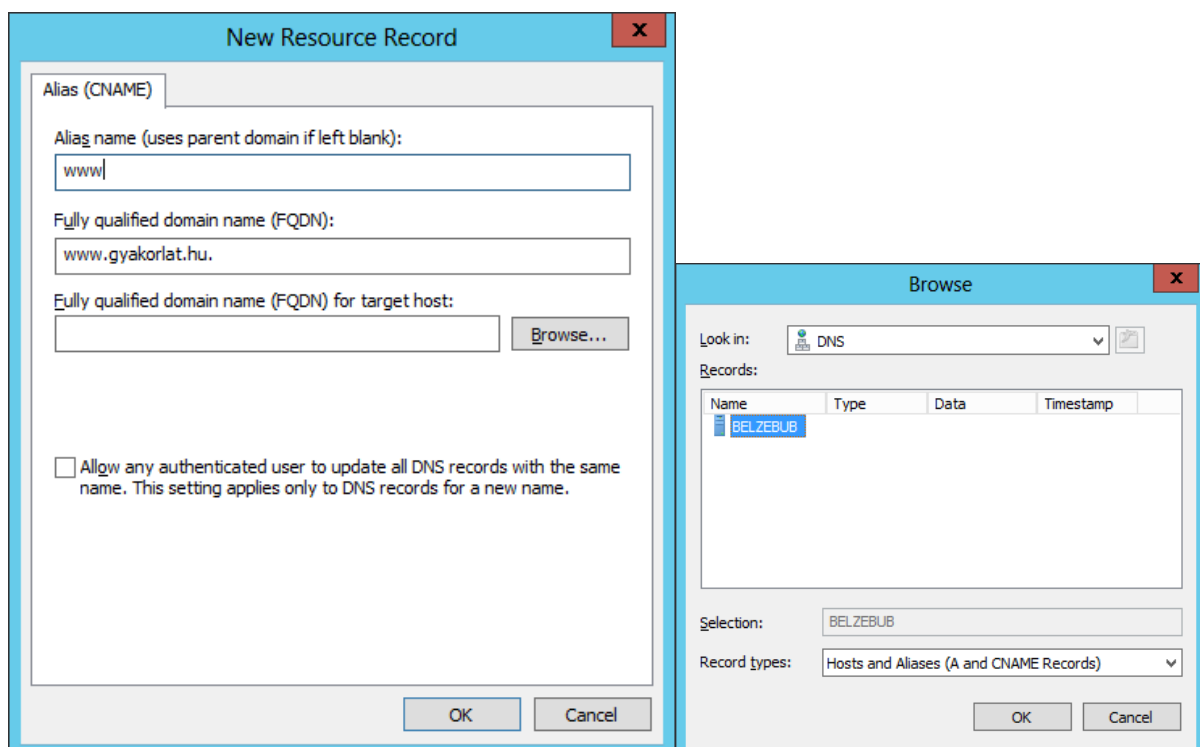 New Resource Record
x
Alias (CNAME)
Alias name (uses parent domain if left blank):
www
Fully qualified domain name (FQDN):
www.gyakorlat.hu.
Fully qualified domain name (FQDN) for target host:
Browse...
Allow any authenticated user to update all DNS records with the same
name. This setting applies only to DNS records for a new name.
OK Cancel
Browse
x
Look in: DNS
Records:
Name Type Data Timestamp
BELZEBUB
Selection: BELZEBUB
Record types: Hosts and Aliases (A and CNAME Records)
OK Cancel